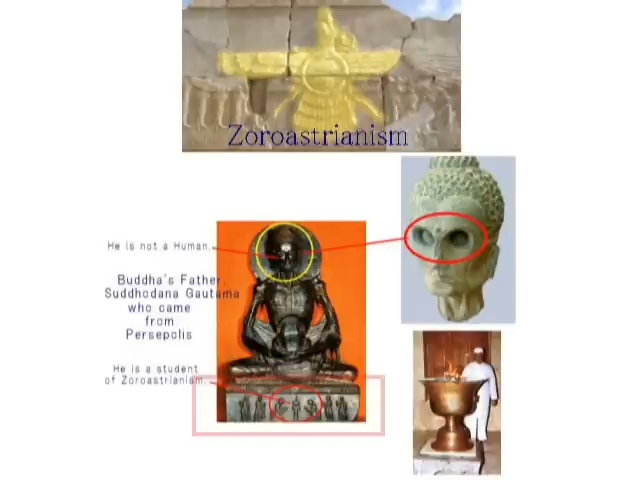 Zoroastrianism
He is not a Human.
Buddha's Father,
Suddhodana Gautama
who came
from
Persepolis
He is a student
of Zoroastrianism.